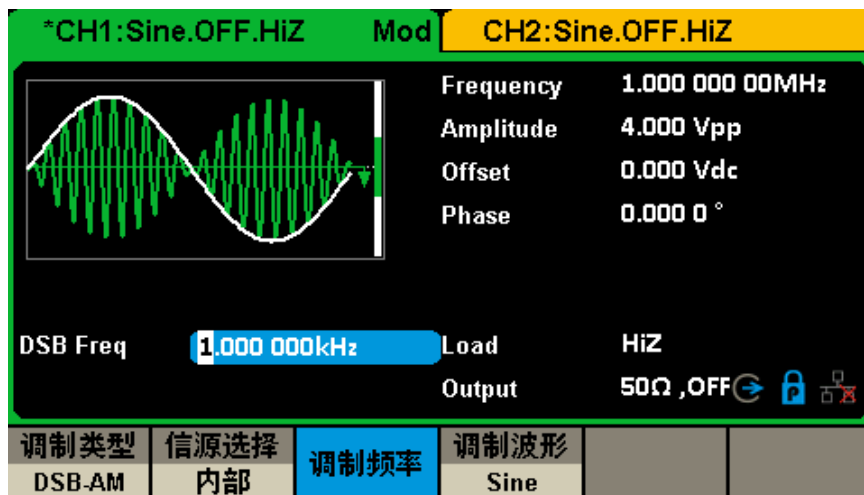 *CH1:Sine.OFF.HiZ Mod CH2:Sine.OFF.HiZ
Frequency 1.000 000 00MHz
Amplitude 4.000 Vpp
Offset 0.000 Vdc
Phase 0.000 0 °
DSB Freq 1.000 000kHz Load HiZ
Output 50Ω ,OFF P
调制类型 信源选择 调制频率 调制波形
DSB-AM 内部 Sine